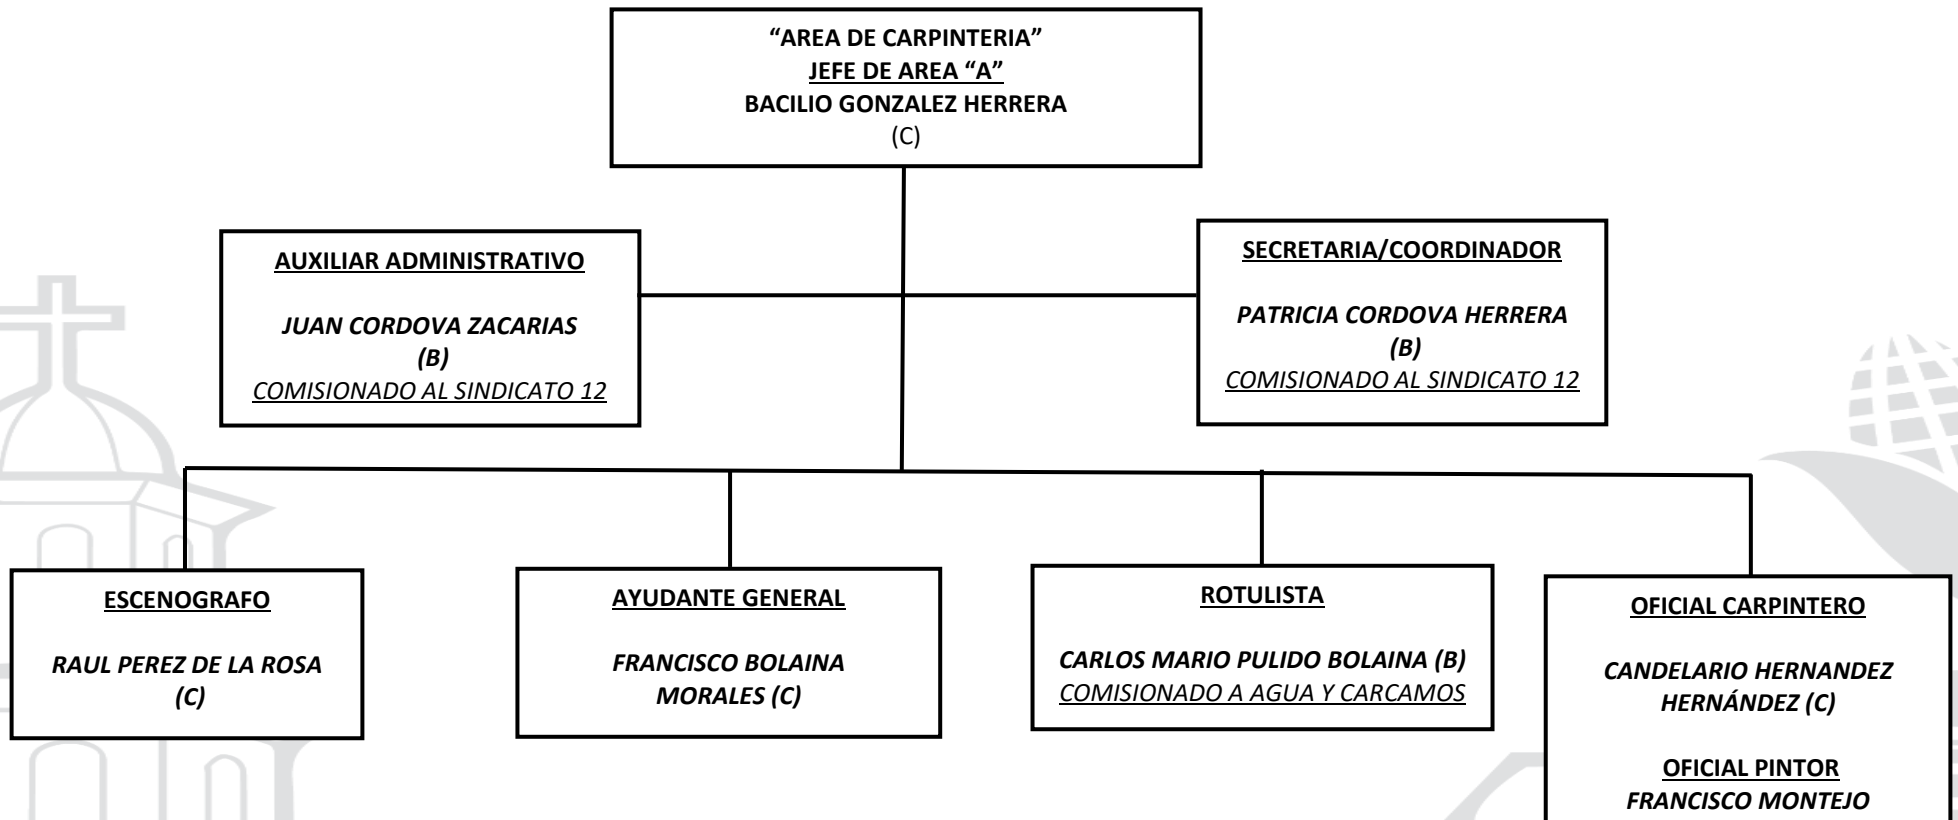 “AREA DE CARPINTERIA”
JEFE DE AREA “A”
BACILIO GONZALEZ HERRERA
(C)
AUXILIAR ADMINISTRATIVO
JUAN CORDOVA ZACARIAS
(B)
COMISIONADO AL SINDICATO 12
SECRETARIA/COORDINADOR
PATRICIA CORDOVA HERRERA
(B)
COMISIONADO AL SINDICATO 12
ESCENOGRAFO
RAUL PEREZ DE LA ROSA
(C)
AYUDANTE GENERAL
FRANCISCO BOLAINA
MORALES (C)
ROTULISTA
CARLOS MARIO PULIDO BOLAINA (B)
COMISIONADO A AGUA Y CARCAMOS
OFICIAL CARPINTERO
CANDELARIO HERNANDEZ
HERNÁNDEZ (C)
OFICIAL PINTOR
FRANCISCO MONTEJO